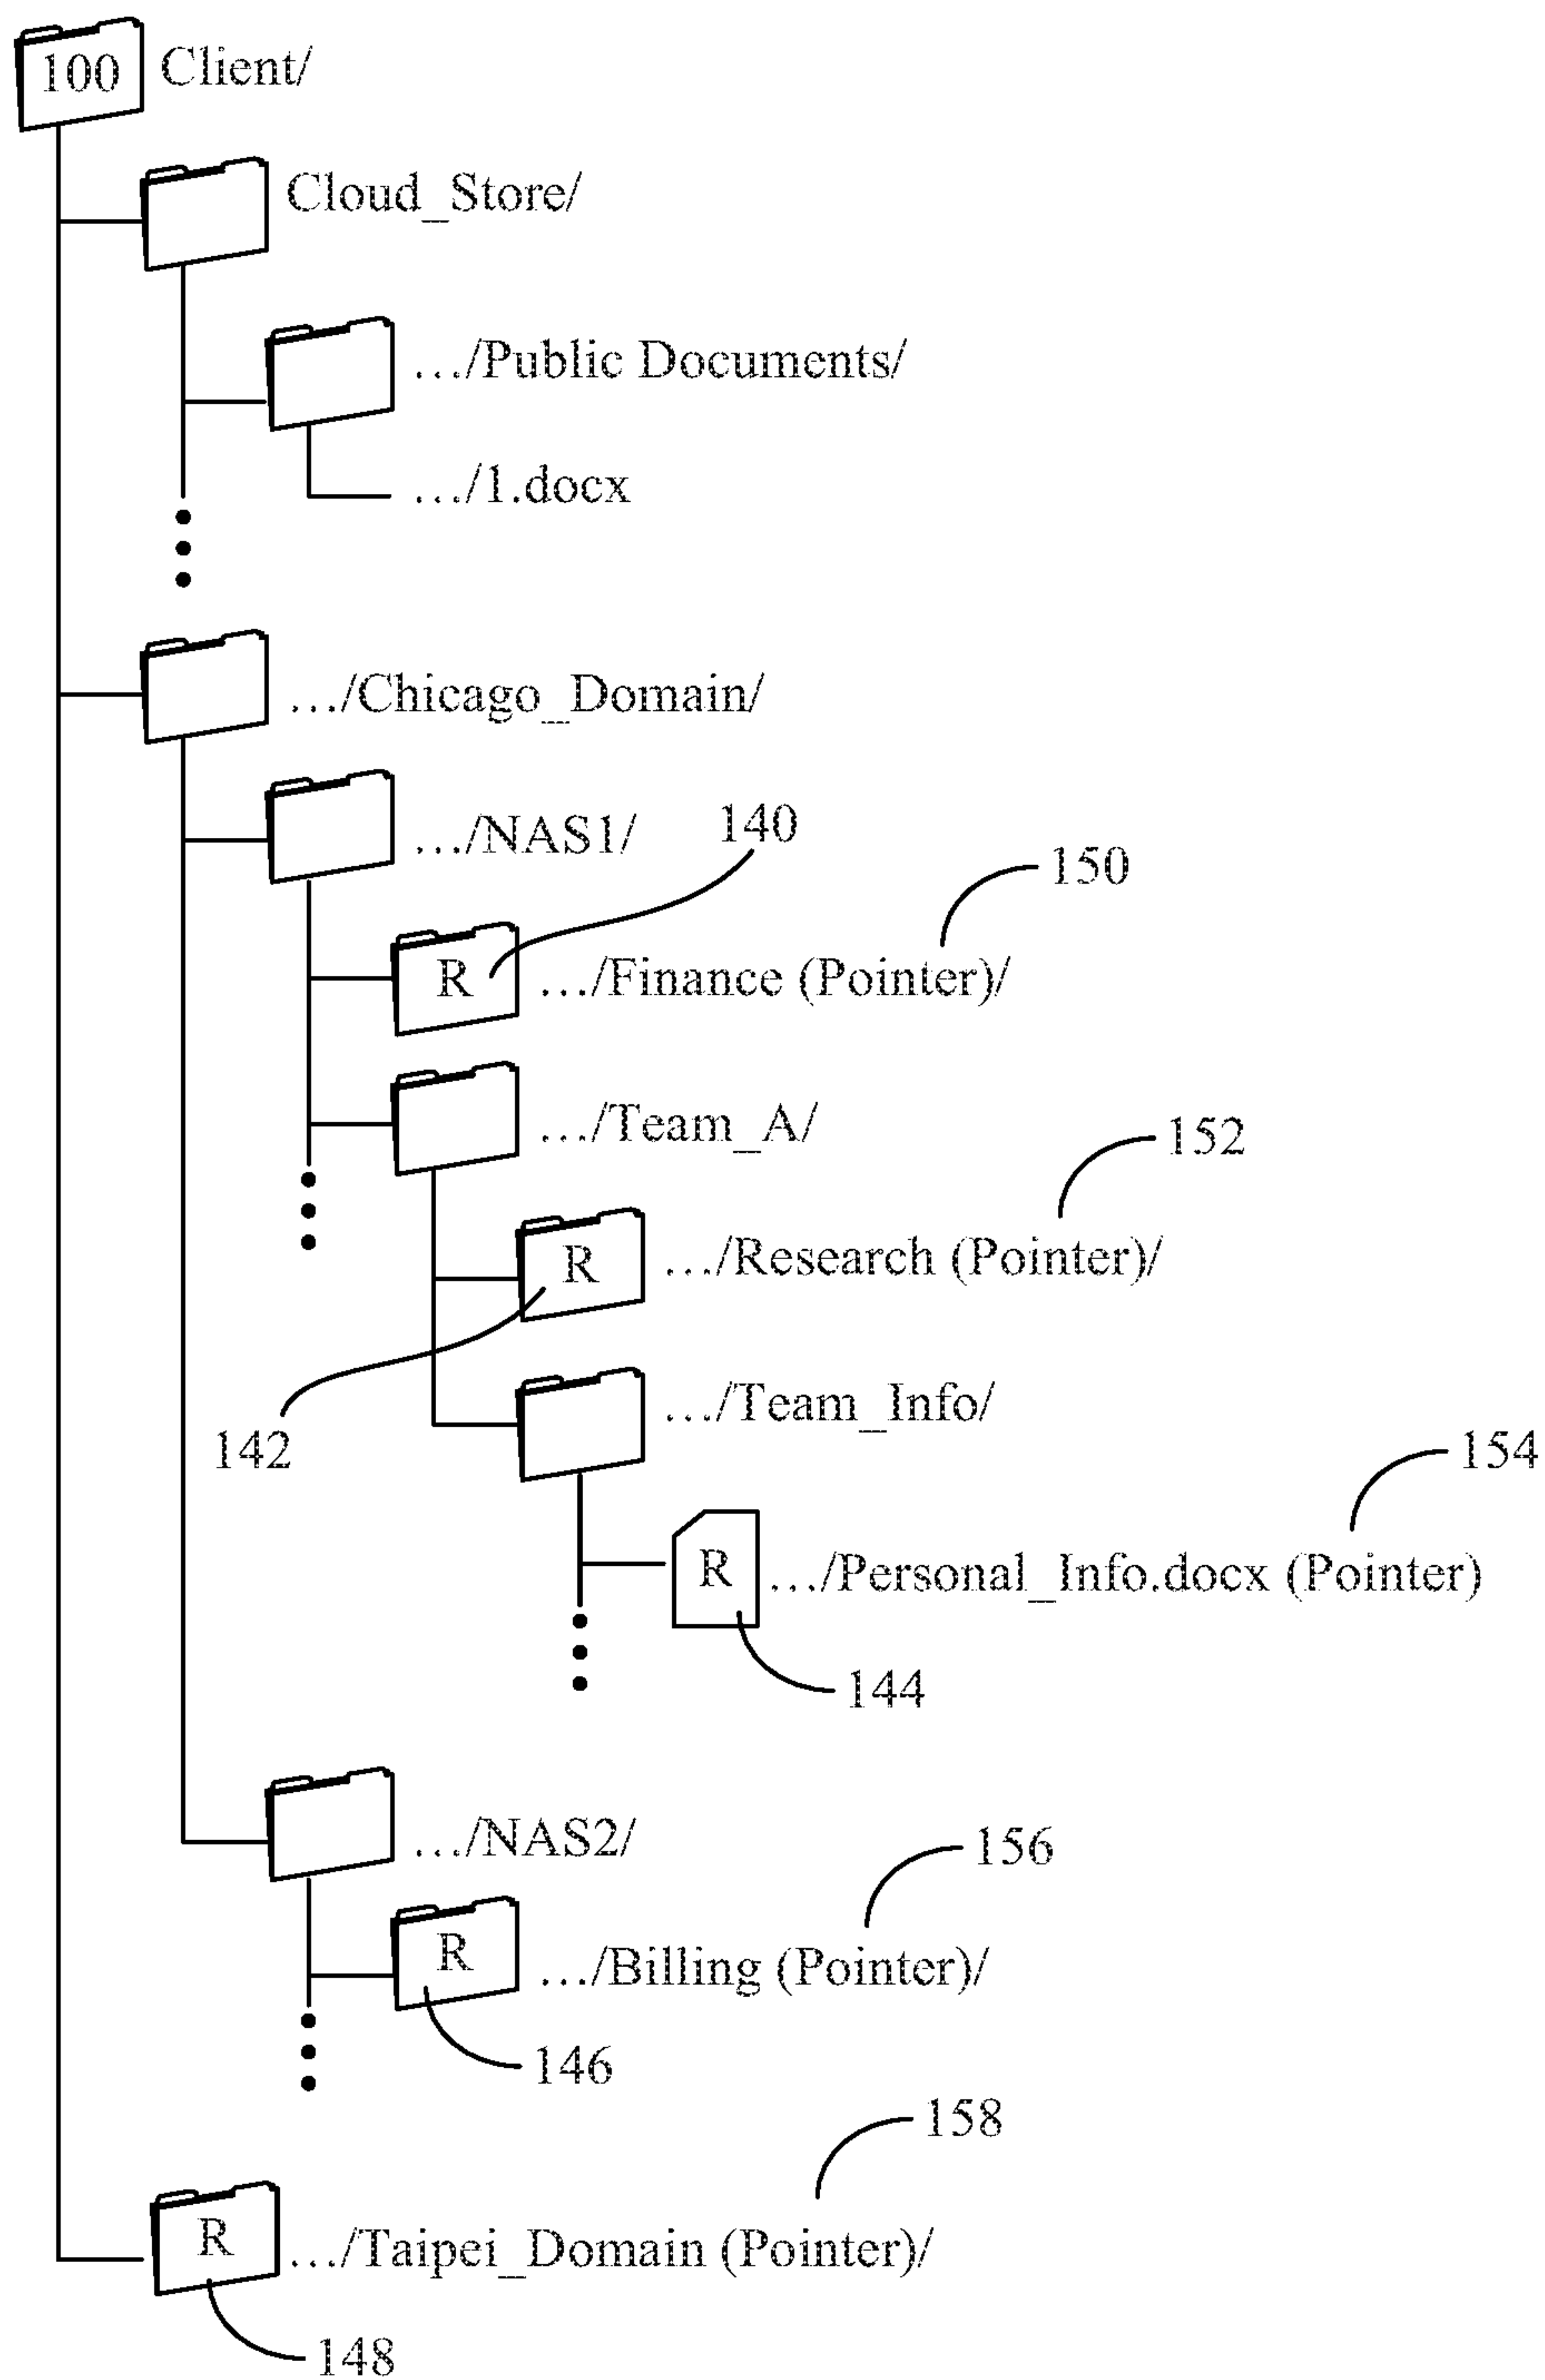 100 Client/
Cloud_Store/
…/Public Documents/
…/1.docx
…/Chicago_Domain/
…/NAS1/
140
150
R …/Finance (Pointer)/
…/Team_A/
152
R …/Research (Pointer)/
142
…/Team_Info/
154
R …/Personal_Info.docx (Pointer)
144
…/NAS2/
156
R …/Billing (Pointer)/
146
158
R …/Taipei_Domain (Pointer)/
148